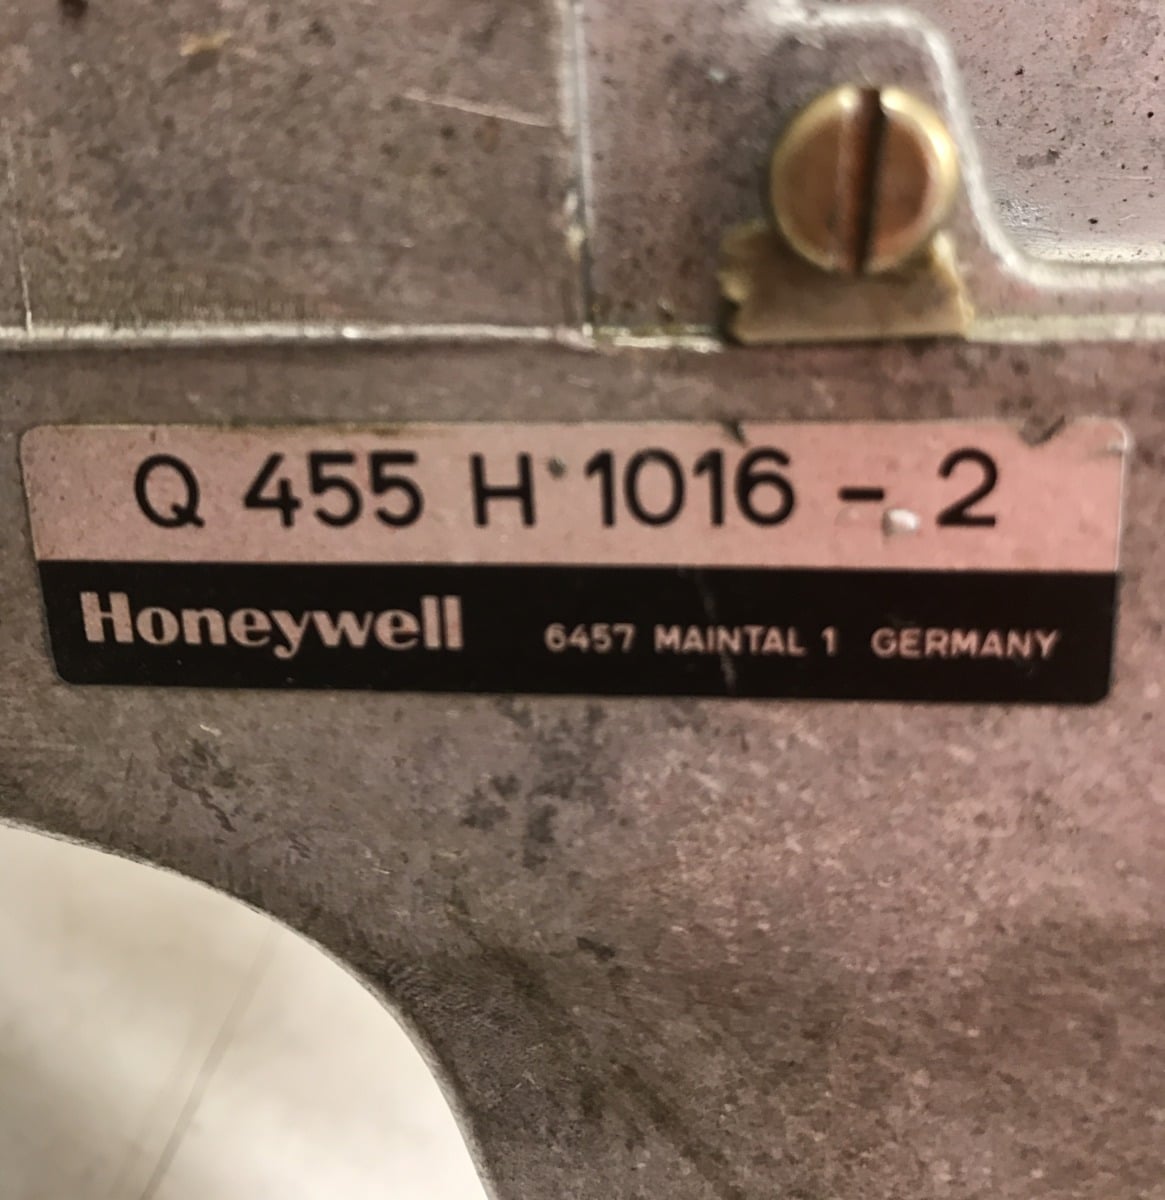 Q 455 H 1016 - 2
Honeywell 6457 MAINTAL 1 GERMANY